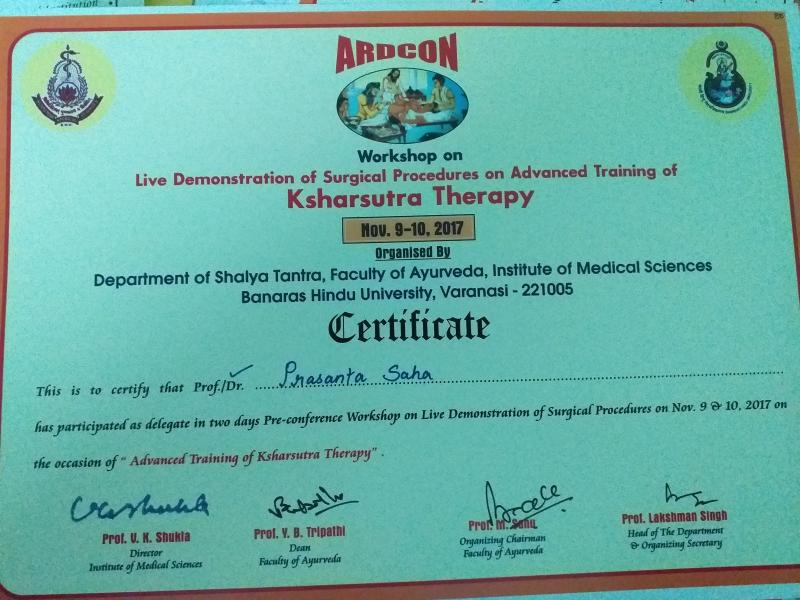 ARDCON
Workshop on
Live Demonstration of Surgical Procedures on Advanced Training of
Ksharsutra Therapy
Nov. 9-10, 2017
Organised By
Department of Shalya Tantra, Faculty of Ayurveda, Institute of Medical Sciences
Banaras Hindu University, Varanasi - 221005
Certificate
This is to certify that Prof./Dr. Prasanta Saha
has participated as delegate in two days Pre-conference Workshop on Live Demonstration of Surgical Procedures on Nov. 9 & 10, 2017 on
the occasion of " Advanced Training of Ksharsutra Therapy" .
Prof. V. K. Shukla
Director
Institute of Medical Sciences
Prof. Y. B. Tripathi
Dean
Faculty of Ayurveda
Prof. M. Sahu
Organizing Chairman
Faculty of Ayurveda
Prof. Lakshman Singh
Head of The Department
& Organizing Secretary